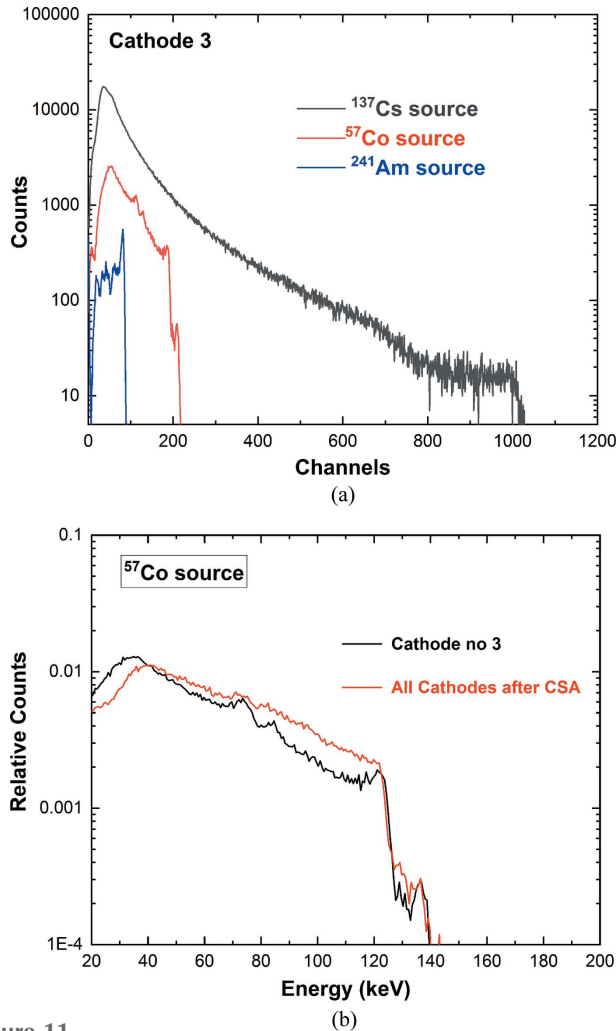 100000
Cathode 3
10000
¹³⁷Cs source
⁵⁷Co source
²⁴¹Am source
1000
100
10
Counts
0 200 400 600 800 1000 1200
Channels
(a)
0.1
⁵⁷Co source
Cathode no 3
0.01
All Cathodes after CSA
0.001
1E-4
Relative Counts
20 40 60 80 100 120 140 160 180 200
Energy (keV)
(b)